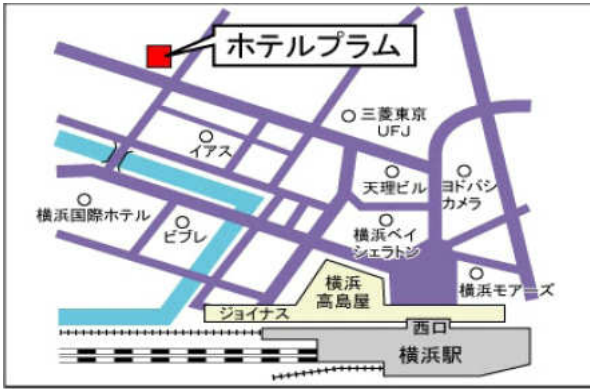 ホテルプラム
三菱東京
UFJ
イアス
天理ビル
ヨドバシ
カメラ
横浜国際ホテル
ビブレ
横浜ベイ
シェラトン
横浜モアーズ
横浜
高島屋
ジョイナス
西口
横浜駅